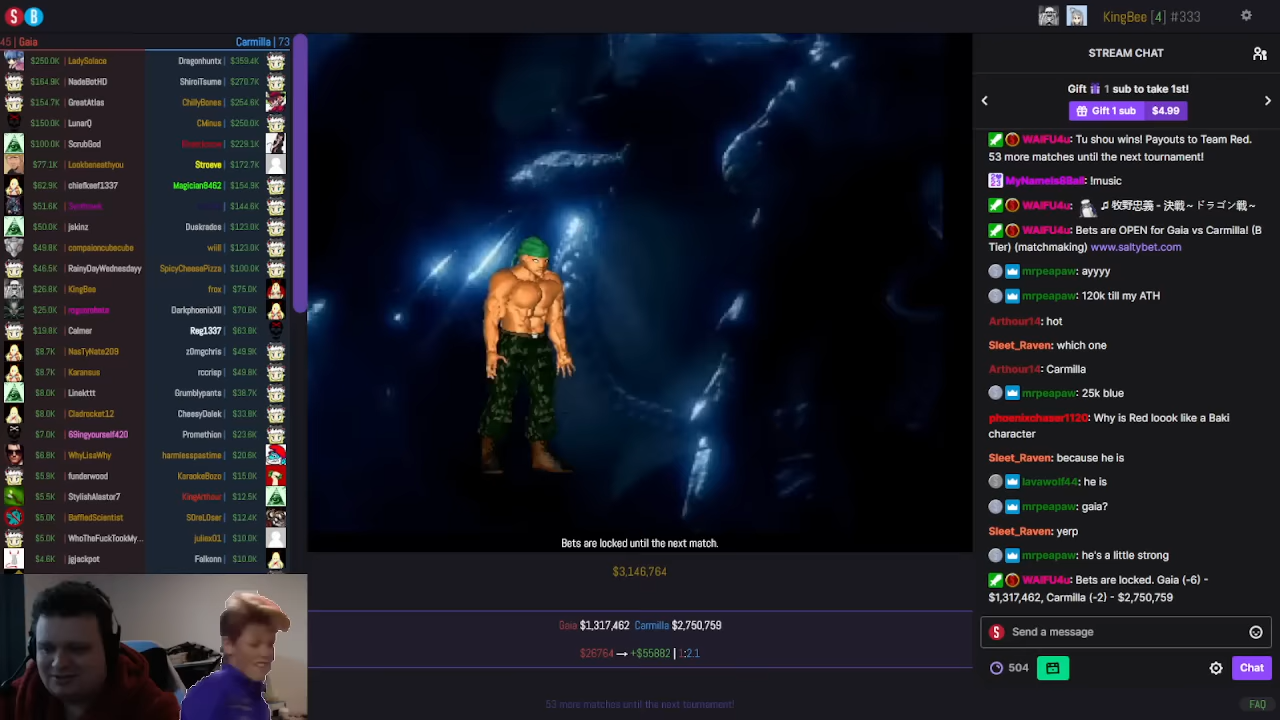 S B
KingBee [4] #333
45 | Gaia
Carmilla | 73
$250.0K | LadySolace
Dragonhuntx | $359.4K
$164.9K | NadeBotHD
ShiroiTsume | $270.7K
$154.7K | GreatAtlas
ChillyBones | $254.6K
$150.0K | LunarQ
CMinus | $250.0K
$100.0K | ScrubGod
$229.1K
$77.1K | Lookbeneathyou
Stroeve | $172.7K
$62.9K | chiefkeef1337
Magician8462 | $154.9K
$51.6K |
$144.6K
$50.0K | jskinz
Duskrados | $123.0K
$49.8K | companioncubecube
wiill | $123.0K
$46.5K | RainyDayWednesdayy
SpicyCheesePizza | $100.0K
$26.8K | KingBee
frox | $75.0K
$25.0K |
DarkphoenixXII | $70.6K
$19.8K | Calmer
Reg1337 | $63.8K
$8.7K | NasTyNate209
z0mgchris | $49.9K
$8.7K | Karansus
rccrisp | $49.8K
$8.0K | Linekttt
Grumblypants | $38.7K
$8.0K | Cladrocket12
CheesyDalek | $33.8K
$7.0K | 69ingyourself420
Promethion | $23.6K
$6.8K | WhyLisaWhy
harmlesspastime | $20.6K
$5.9K | funderwood
KaraokeBozo | $15.0K
$5.5K | StylishAlastor7
KingArthur | $12.5K
$5.0K | BaffledScientist
S0reL0ser | $12.4K
$5.0K | WhoTheFuckTookMy...
juliex01 | $10.0K
$4.6K | jgjackpot
Falkonn | $10.0K
Bets are locked until the next match.
$3,146,764
Gaia $1,317,462 Carmilla $2,750,759
$26764 → +$55882 | 1:2.1
53 more matches until the next tournament!
STREAM CHAT
Gift 1 sub to take 1st!
Gift 1 sub $4.99
WAIFU4u: Tu shou wins! Payouts to Team Red.
53 more matches until the next tournament!
MyNameIs8Ball: !music
WAIFU4u: ♫ 牧野忠義 - 決戦～ドラゴン戦～
WAIFU4u: Bets are OPEN for Gaia vs Carmilla! (B
Tier) (matchmaking) www.saltybet.com
mrpeapaw: ayyyy
mrpeapaw: 120k till my ATH
Arthour14: hot
Sleet_Raven: which one
Arthour14: Carmilla
mrpeapaw: 25k blue
phoenixchaser1120: Why is Red loook like a Baki
character
Sleet_Raven: because he is
lavawolf44: he is
mrpeapaw: gaia?
Sleet_Raven: yerp
mrpeapaw: he's a little strong
WAIFU4u: Bets are locked. Gaia (-6) -
$1,317,462, Carmilla (-2) - $2,750,759
S Send a message
504
Chat
FAQ